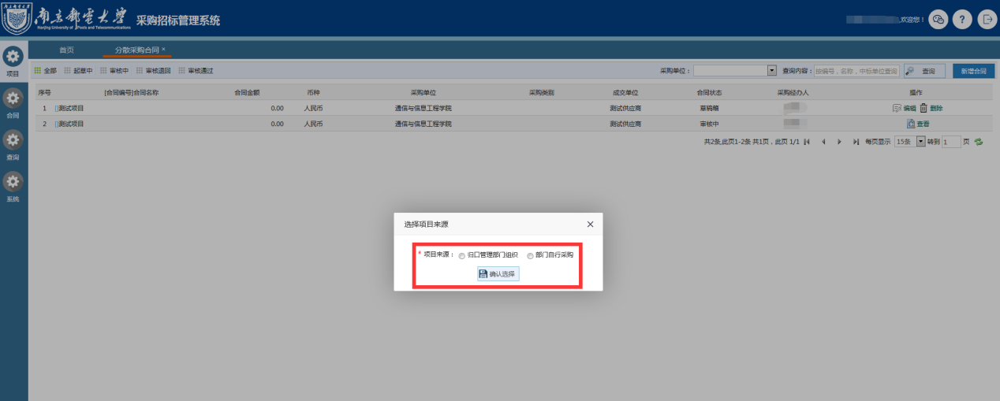 南京邮电大学 采购招标管理系统
Nanjing University of Posts and Telecommunications
,欢迎您！ ?
首页 分散采购合同 ×
项目
合同
查询
系统
全部 起草中 审核中 审核退回 审核通过 采购单位： 查询内容： 按编号，名称，中标单位查询 查询 新增合同
序号 [合同编号]合同名称 合同金额 币种 采购单位 采购类别 成交单位 合同状态 采购经办人 操作
1 []测试项目 0.00 人民币 通信与信息工程学院 测试供应商 草稿箱 编辑 删除
2 []测试项目 0.00 人民币 通信与信息工程学院 测试供应商 审核中 查看
共2条,此页1-2条 共1页，此页 1/1 每页显示 15条 转到 1 页
选择项目来源 ×
* 项目来源： 归口管理部门组织 部门自行采购
确认选择